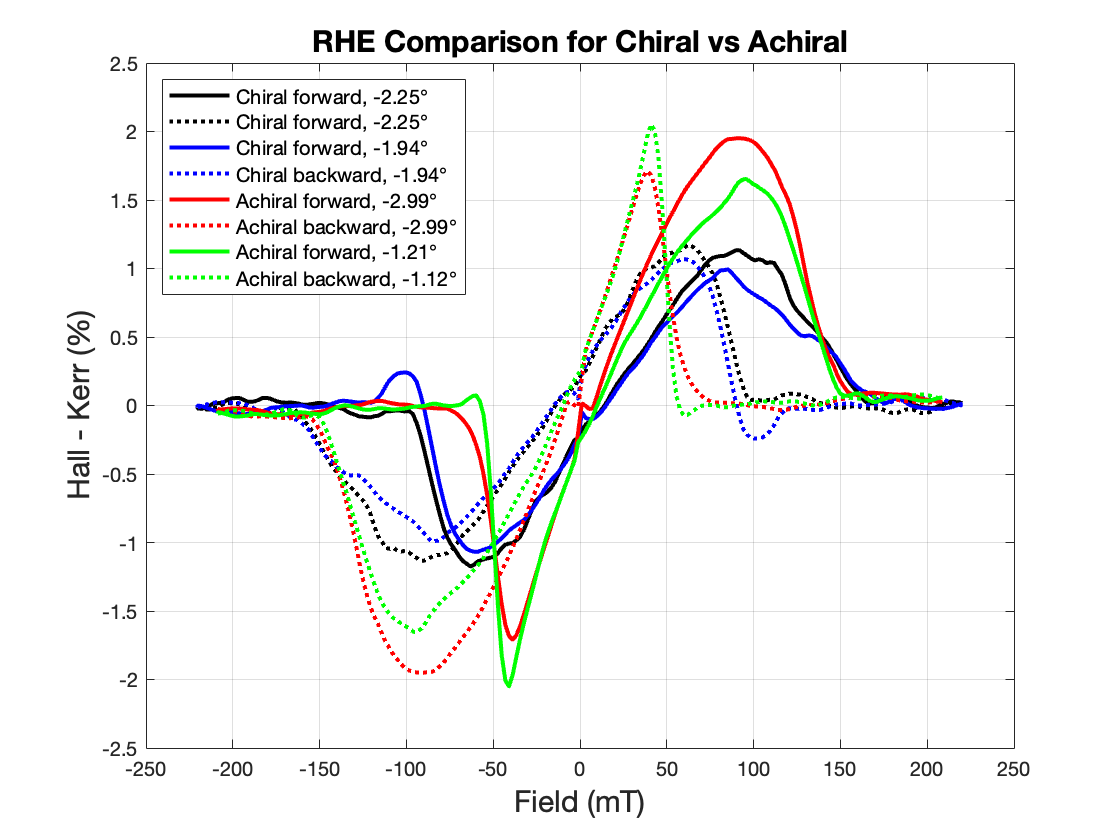 RHE Comparison for Chiral vs Achiral
2.5
2
1.5
1
0.5
0
-0.5
-1
-1.5
-2
-2.5
Hall - Kerr (%)
Chiral forward, -2.25°
Chiral forward, -2.25°
Chiral forward, -1.94°
Chiral backward, -1.94°
Achiral forward, -2.99°
Achiral backward, -2.99°
Achiral forward, -1.21°
Achiral backward, -1.12°
-250 -200 -150 -100 -50 0 50 100 150 200 250
Field (mT)